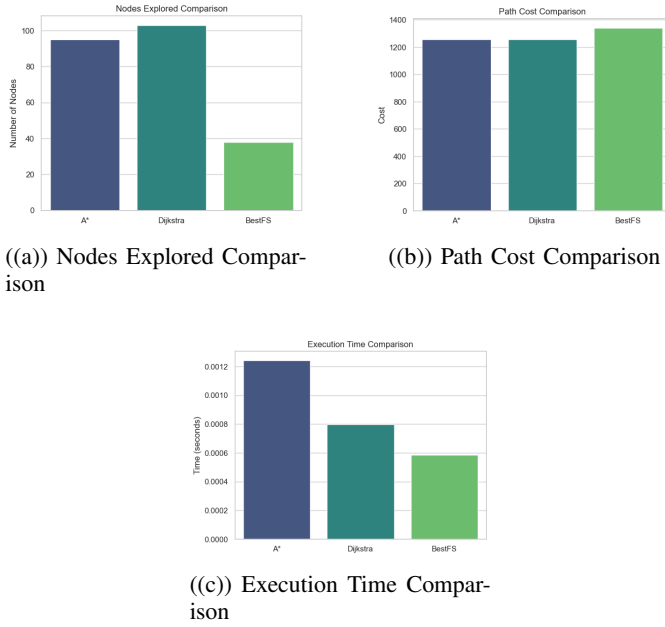 Nodes Explored Comparison
Number of Nodes
100
80
60
40
20
0
A*
Dijkstra
BestFS
((a)) Nodes Explored Compar-
ison
Path Cost Comparison
Cost
1400
1200
1000
800
600
400
200
0
A*
Dijkstra
BestFS
((b)) Path Cost Comparison
Execution Time Comparison
Time (seconds)
0.0012
0.0010
0.0008
0.0006
0.0004
0.0002
0.0000
A*
Dijkstra
BestFS
((c)) Execution Time Compar-
ison